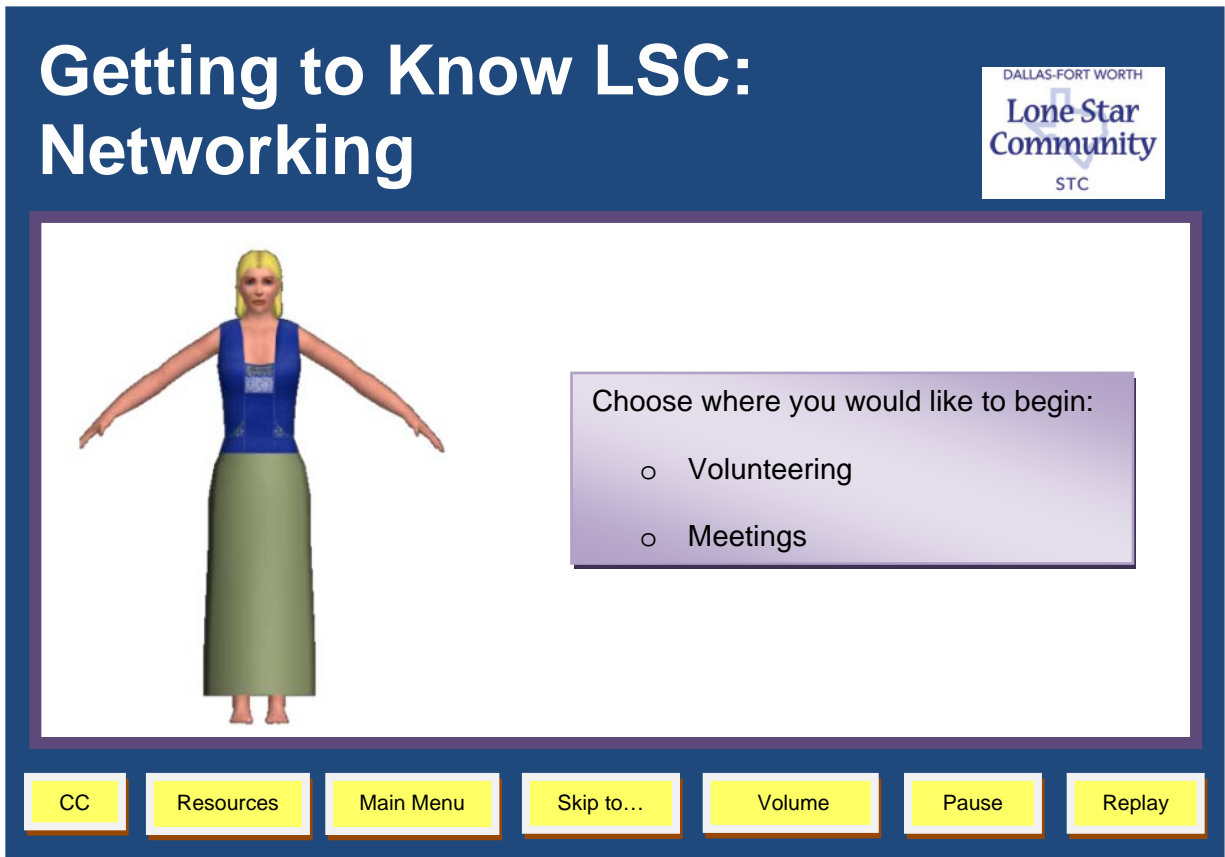 Getting to Know LSC:
Networking
DALLAS-FORT WORTH
Lone Star
Community
STC
Choose where you would like to begin:
o Volunteering
o Meetings
CC
Resources
Main Menu
Skip to…
Volume
Pause
Replay